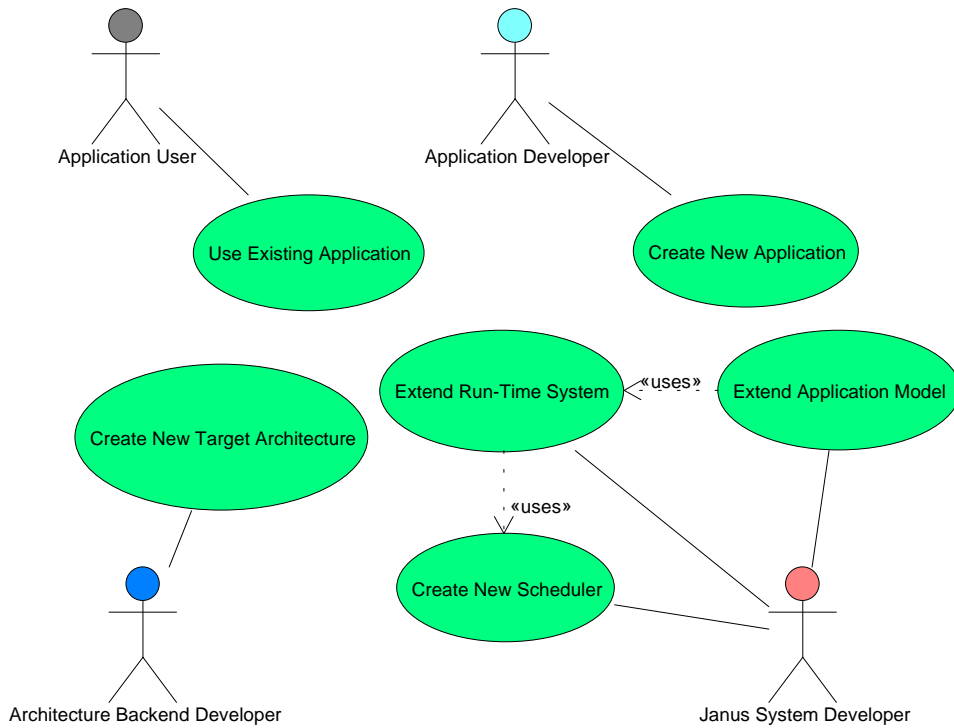 Application User
Application Developer
Use Existing Application
Create New Application
Extend Run-Time System
«uses»
Extend Application Model
Create New Target Architecture
«uses»
Create New Scheduler
Architecture Backend Developer
Janus System Developer